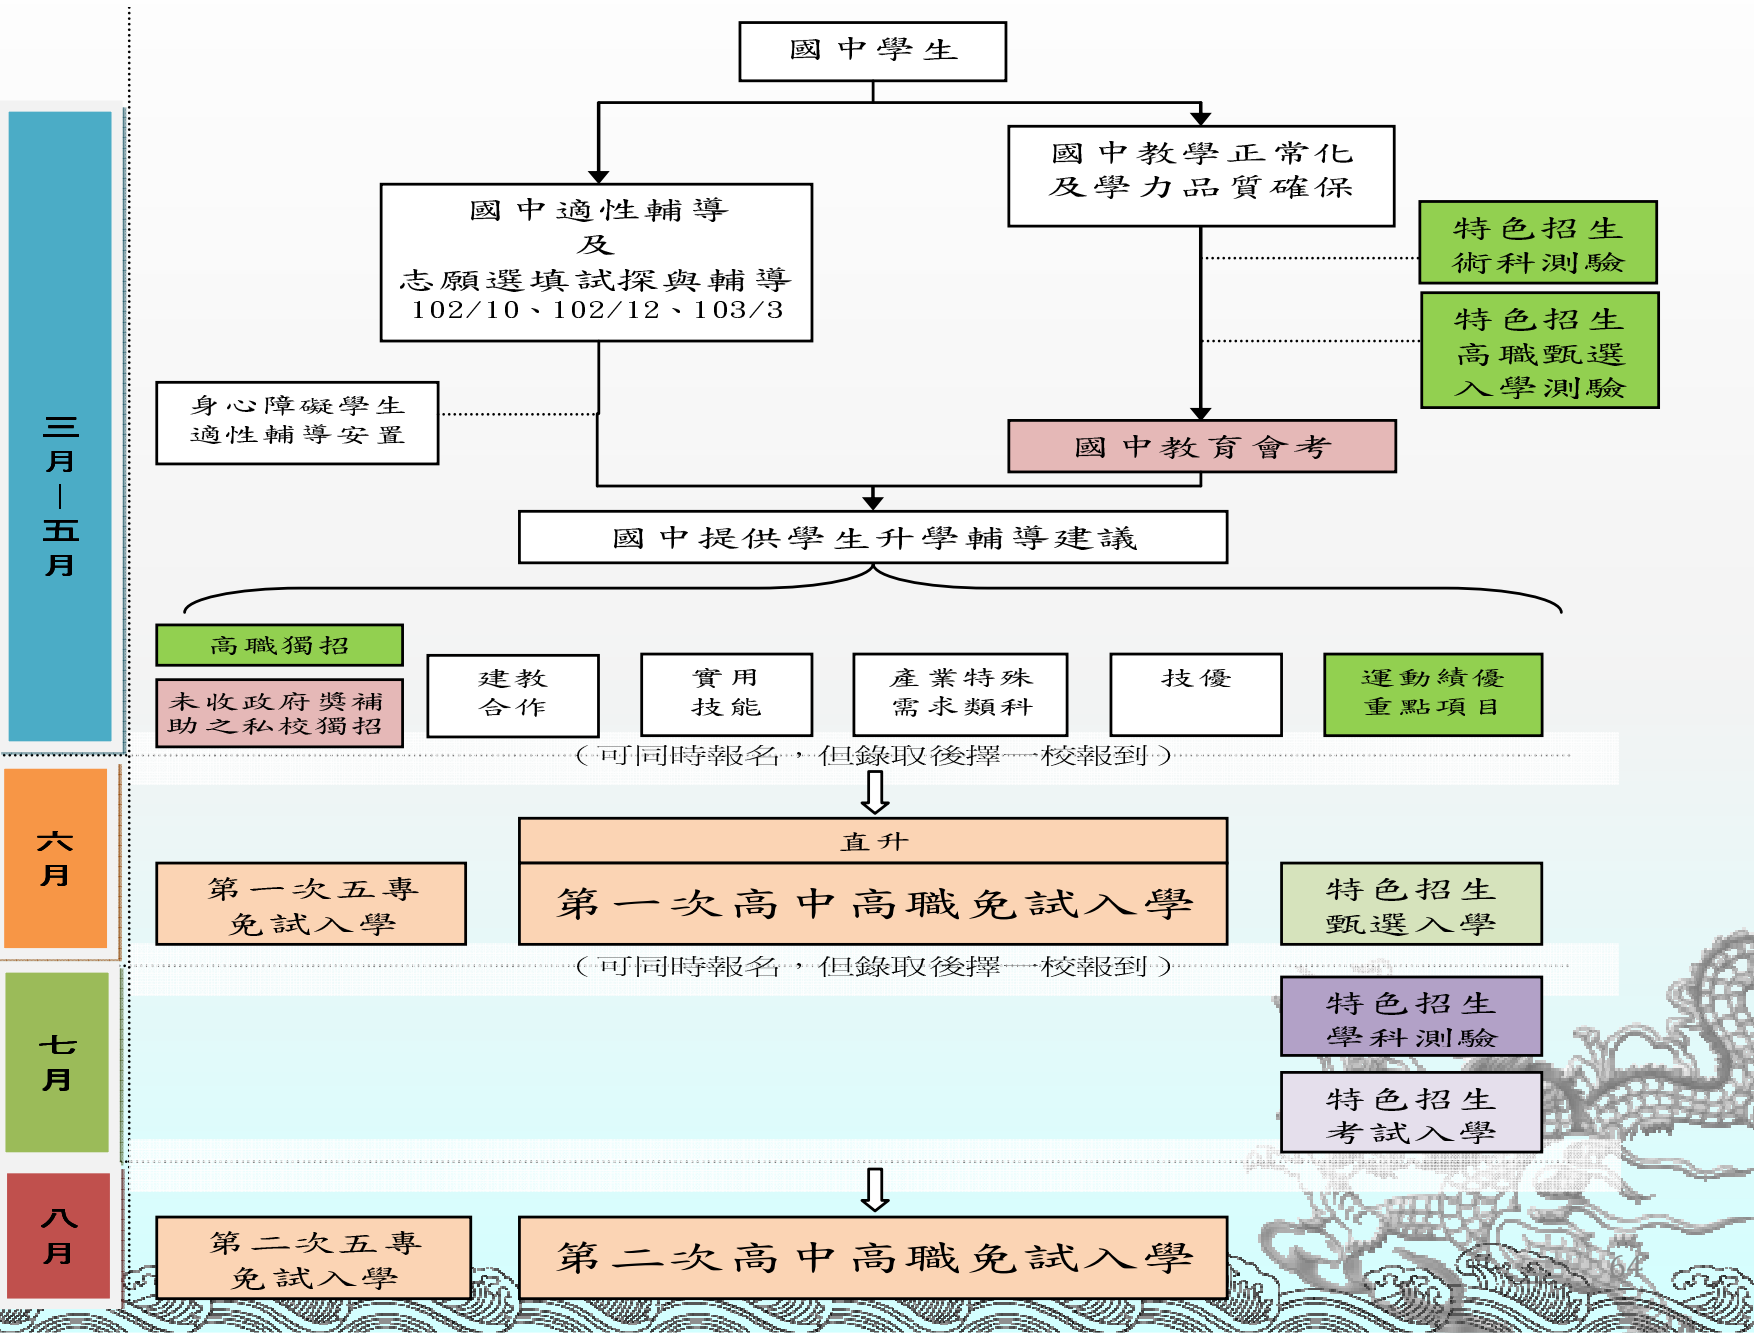 國中學生
國中教學正常化
及學力品質確保
國中適性輔導
及
志願選填試探與輔導
102/10、102/12、103/3
特色招生
術科測驗
特色招生
高職甄選
入學測驗
身心障礙學生
適性輔導安置
國中教育會考
三
月
｜
五
月
國中提供學生升學輔導建議
高職獨招
未收政府獎補
助之私校獨招
建教
合作
實用
技能
產業特殊
需求類科
技優
運動績優
重點項目
（可同時報名，但錄取後擇一校報到）
六
月
直升
第一次五專
免試入學
第一次高中高職免試入學
特色招生
甄選入學
（可同時報名，但錄取後擇一校報到）
七
月
特色招生
學科測驗
特色招生
考試入學
八
月
第二次五專
免試入學
第二次高中高職免試入學
64